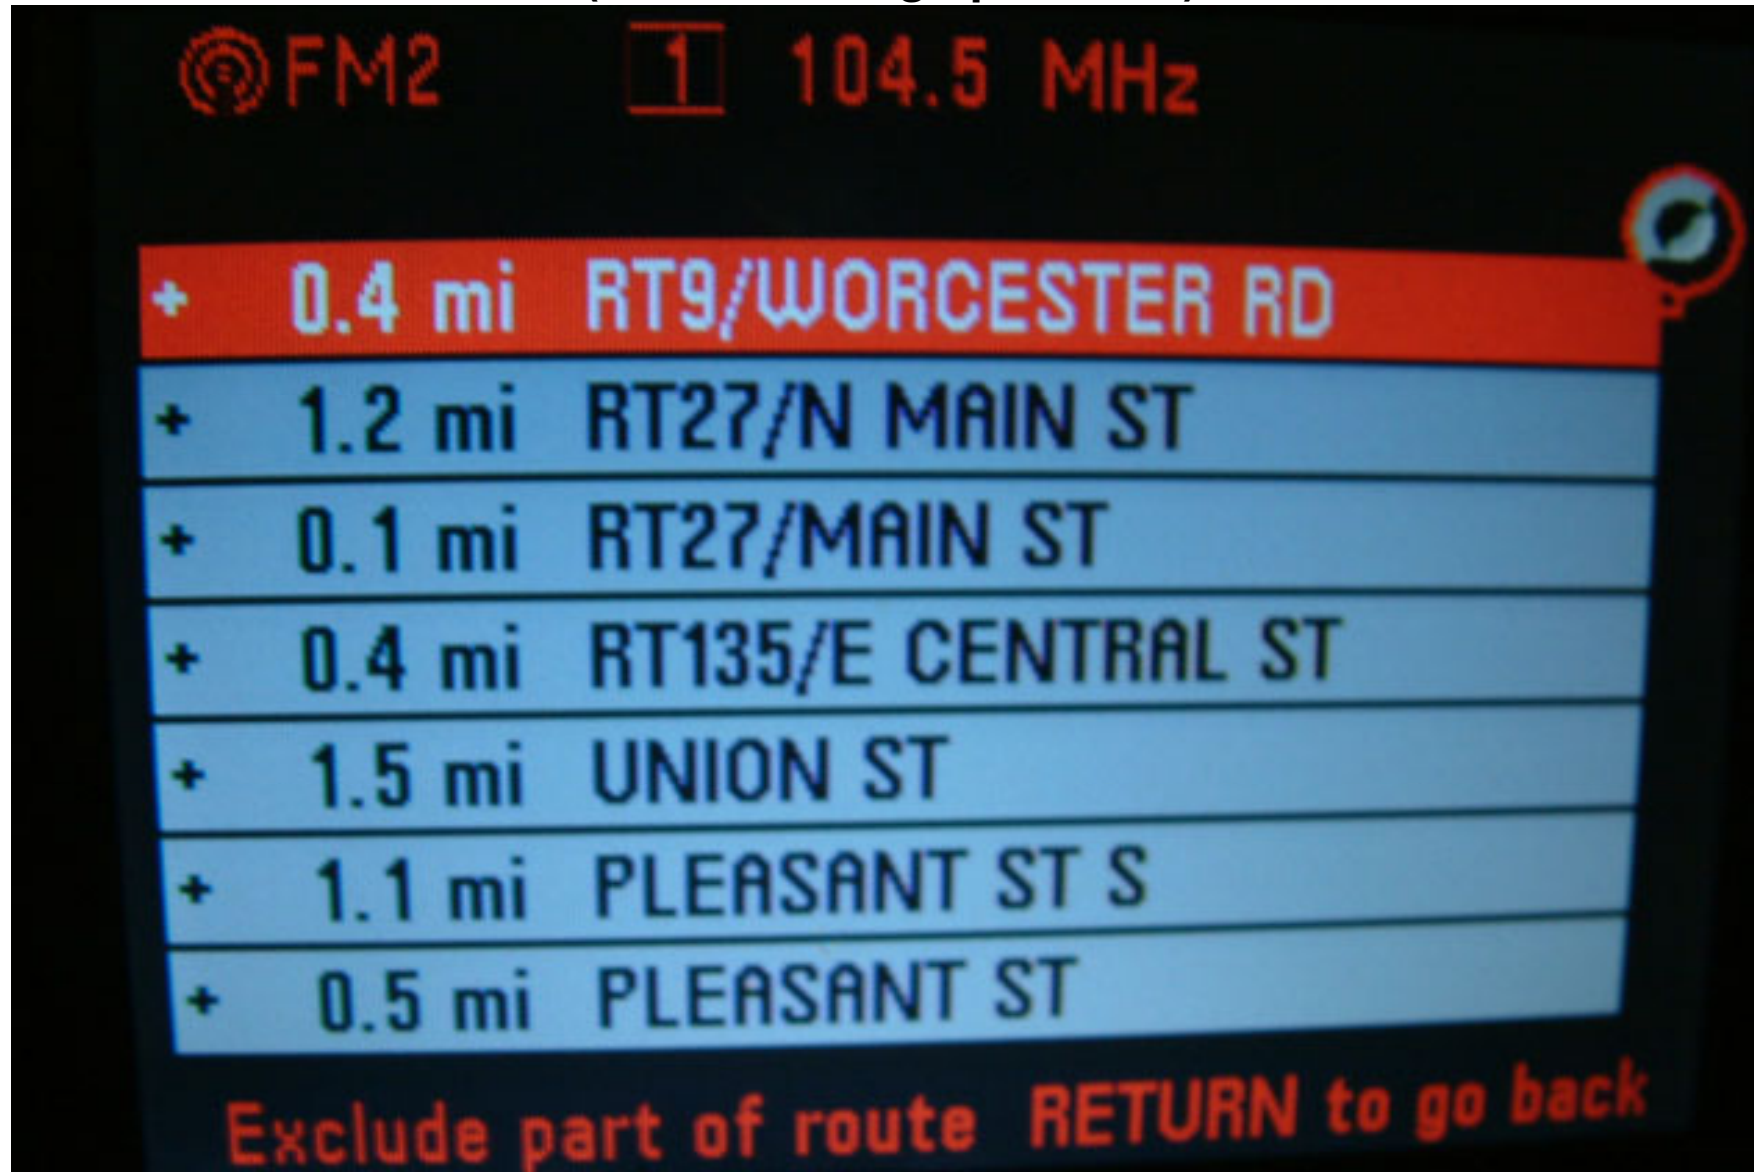 FM2 1 104.5 MHz
+ 0.4 mi RT9/WORCESTER RD
+ 1.2 mi RT27/N MAIN ST
+ 0.1 mi RT27/MAIN ST
+ 0.4 mi RT135/E CENTRAL ST
+ 1.5 mi UNION ST
+ 1.1 mi PLEASANT ST S
+ 0.5 mi PLEASANT ST
Exclude part of route RETURN to go back